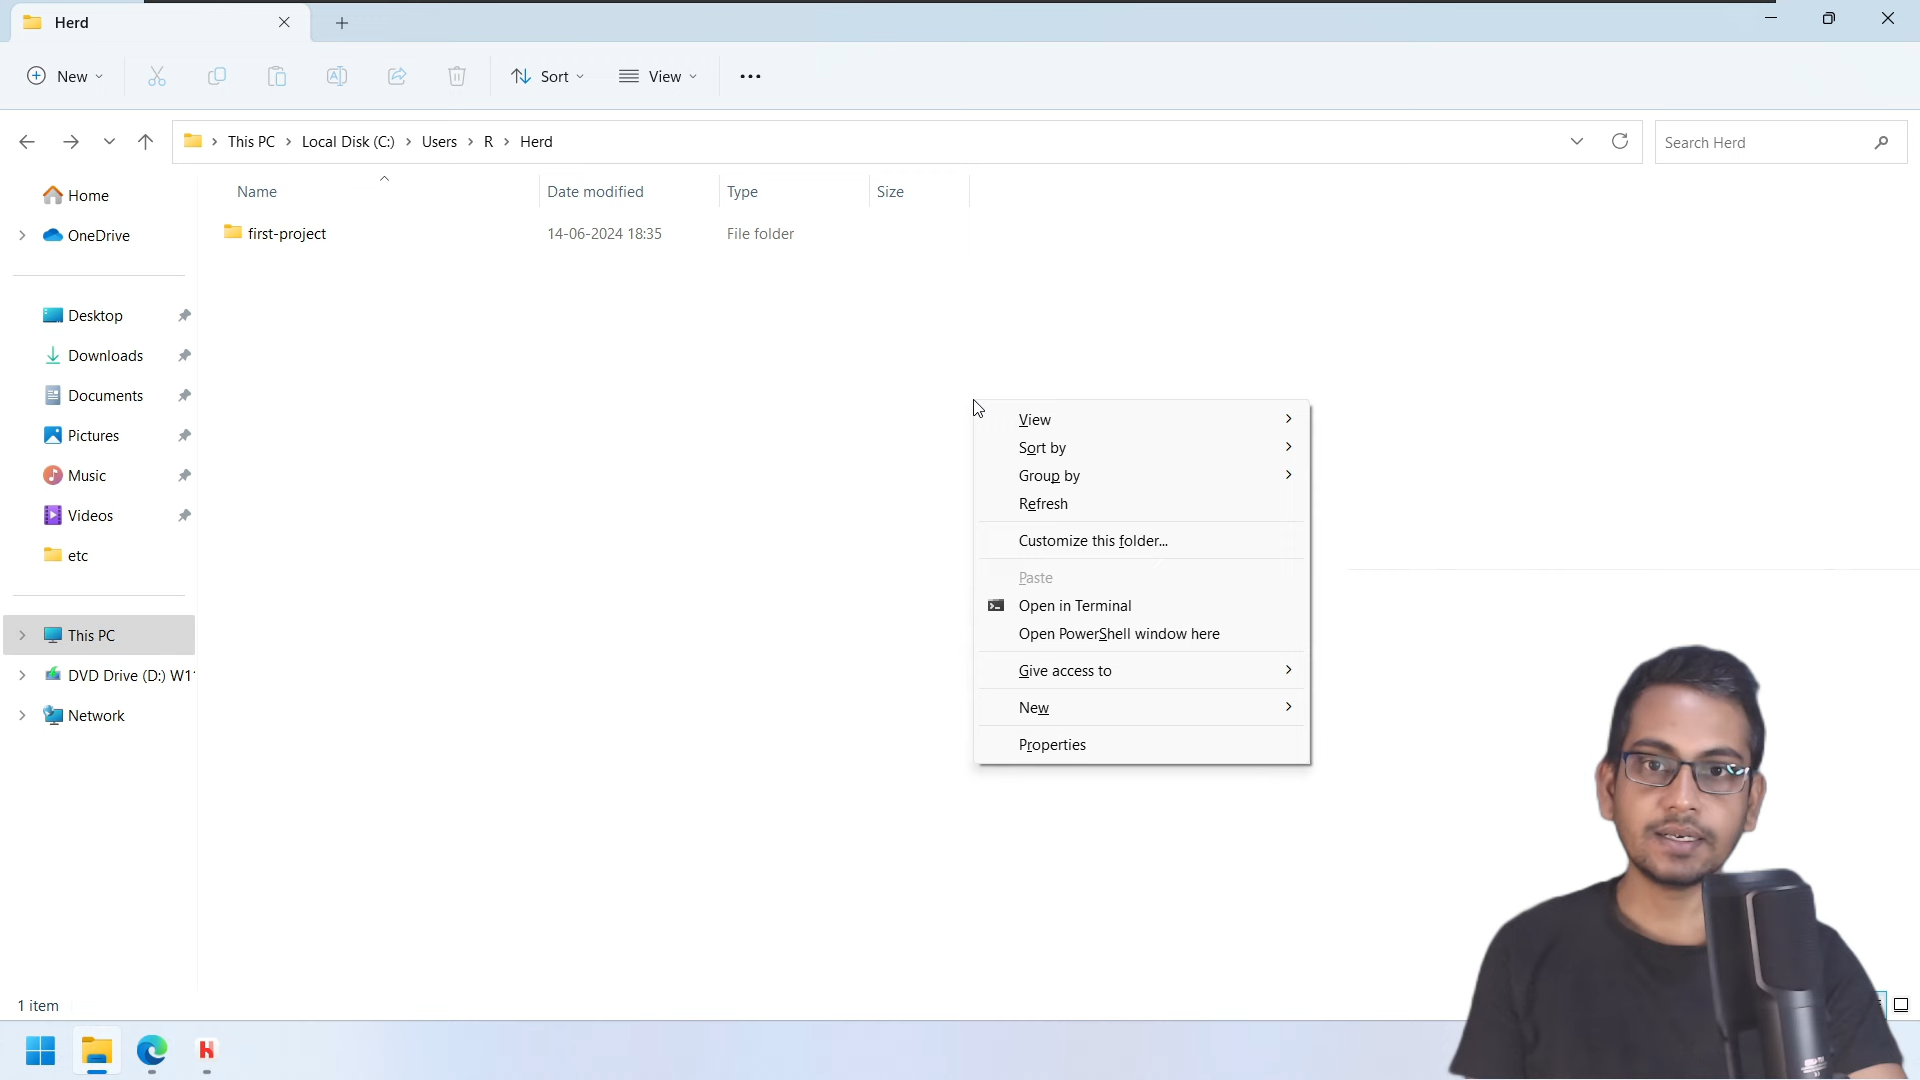 Herd
New
Sort
View
This PC
Local Disk (C:)
Users
R
Herd
Search Herd
Name
Date modified
Type
Size
first-project
14-06-2024 18:35
File folder
Home
OneDrive
Desktop
Downloads
Documents
Pictures
Music
Videos
etc
This PC
DVD Drive (D:) W1
Network
View
Sort by
Group by
Refresh
Customize this folder...
Paste
Open in Terminal
Open PowerShell window here
Give access to
New
Properties
1 item
H